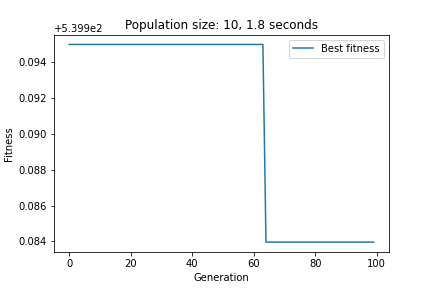 Population size: 10, 1.8 seconds
+5.399e2
Best fitness
0.094
0.092
0.090
0.088
0.086
0.084
Fitness
0 20 40 60 80 100
Generation